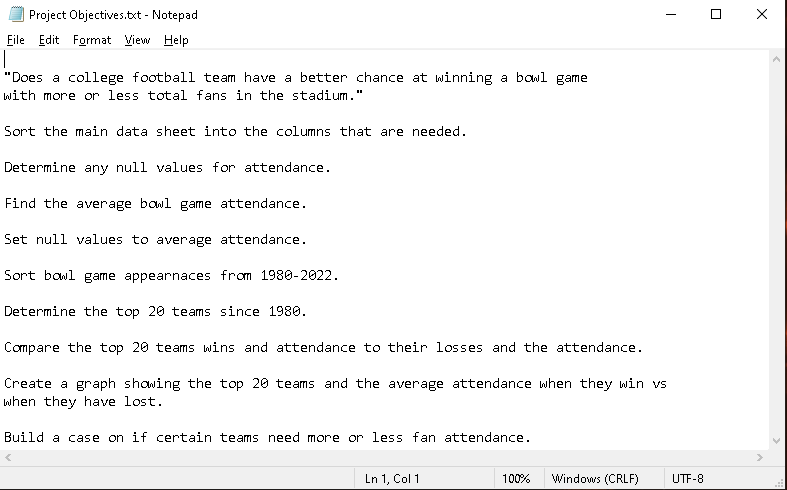 Project Objectives.txt - Notepad
File Edit Format View Help
"Does a college football team have a better chance at winning a bowl game
with more or less total fans in the stadium."
Sort the main data sheet into the columns that are needed.
Determine any null values for attendance.
Find the average bowl game attendance.
Set null values to average attendance.
Sort bowl game appearnaces from 1980-2022.
Determine the top 20 teams since 1980.
Compare the top 20 teams wins and attendance to their losses and the attendance.
Create a graph showing the top 20 teams and the average attendance when they win vs
when they have lost.
Build a case on if certain teams need more or less fan attendance.
Ln 1, Col 1 100% Windows (CRLF) UTF-8